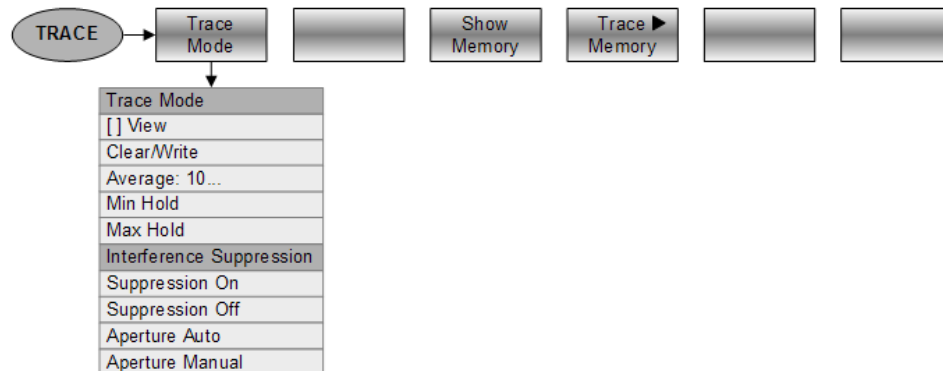 TRACE
Trace
Mode
Show
Memory
Trace ▶
Memory
Trace Mode
[ ] View
Clear/Write
Average: 10...
Min Hold
Max Hold
Interference Suppression
Suppression On
Suppression Off
Aperture Auto
Aperture Manual